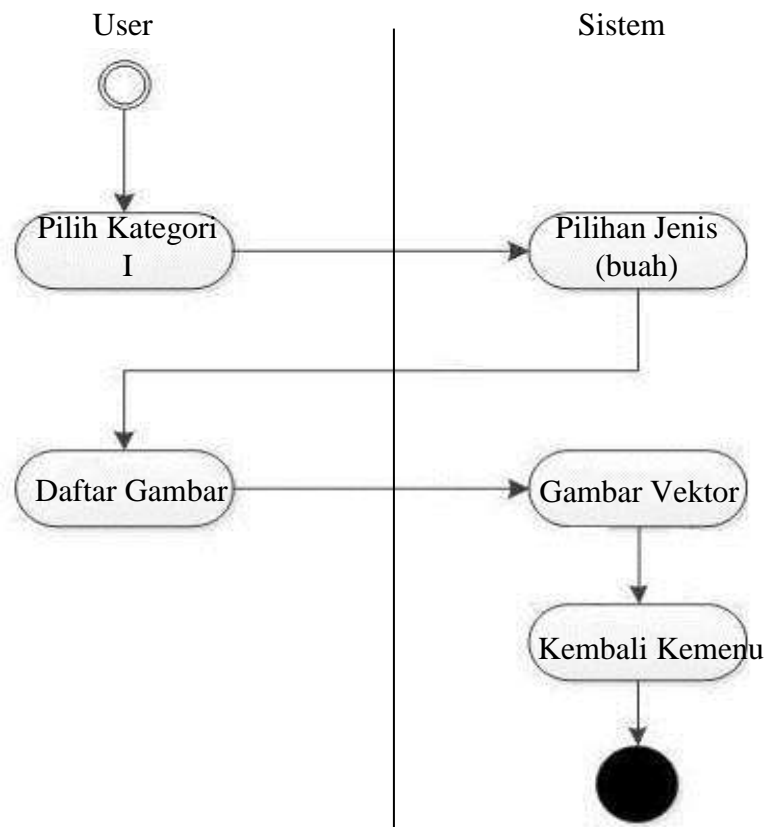 User
Sistem
Pilih Kategori
I
Pilihan Jenis
(buah)
Daftar Gambar
Gambar Vektor
Kembali Kemenu